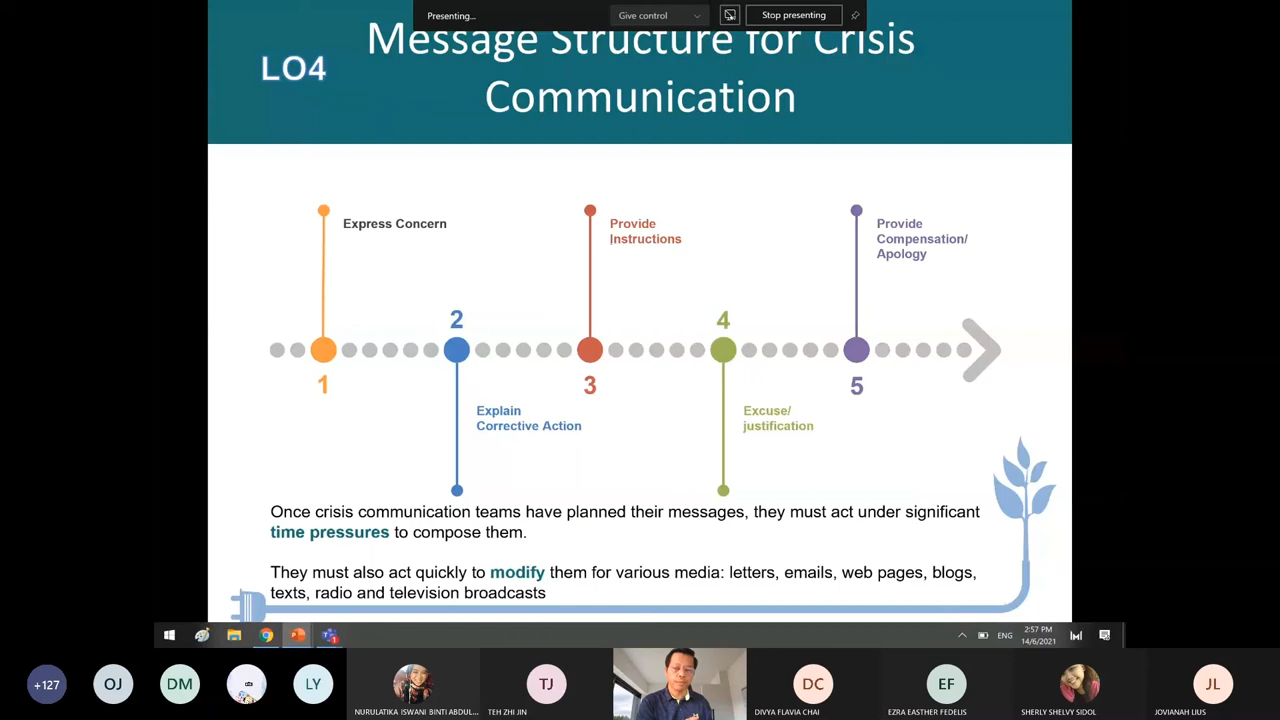 Presenting...
Give control
Stop presenting
LO4
Message Structure for Crisis
Communication
Express Concern
Provide
Instructions
Provide
Compensation/
Apology
2
4
1
3
5
Explain
Corrective Action
Excuse/
justification
Once crisis communication teams have planned their messages, they must act under significant
time pressures to compose them.
They must also act quickly to modify them for various media: letters, emails, web pages, blogs,
texts, radio and television broadcasts
ENG
2:57 PM
14/6/2021
+127
OJ
DM
LY
TJ
DC
EF
JL
NURULATIKA ISWANI BINTI ABDUL...
TEH ZHI JIN
DIVYA FLAVIA CHAI
EZRA EASTHER FEDELIS
SHERLY SHELVY SIDOL
JOVIANAH LIUS